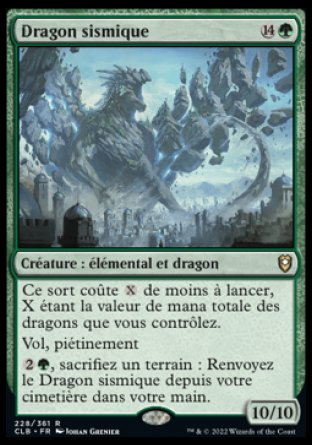 Dragon sismique 14
Créature : élémental et dragon
Ce sort coûte X de moins à lancer,
X étant la valeur de mana totale des
dragons que vous contrôlez.
Vol, piétinement
2, sacrifiez un terrain : Renvoyez
le Dragon sismique depuis votre
cimetière dans votre main.
10/10
228/361 R
CLB • FR Johan Grenier
™ & © 2022 Wizards of the Coast